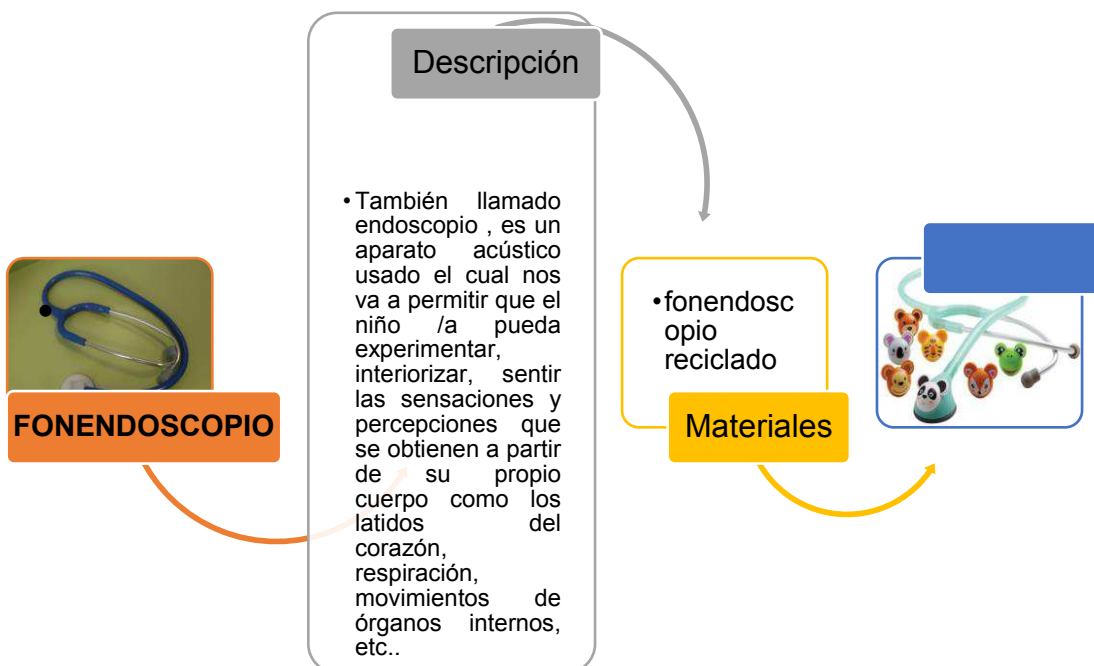 Descripción
• También llamado
endoscopio , es un
aparato acústico
usado el cual nos
va a permitir que el
niño /a pueda
experimentar,
interiorizar, sentir
las sensaciones y
percepciones que
se obtienen a partir
de su propio
cuerpo como los
latidos del
corazón,
respiración,
movimientos de
órganos internos,
etc..
FONENDOSCOPIO
•fonendosc
opio
reciclado
Materiales